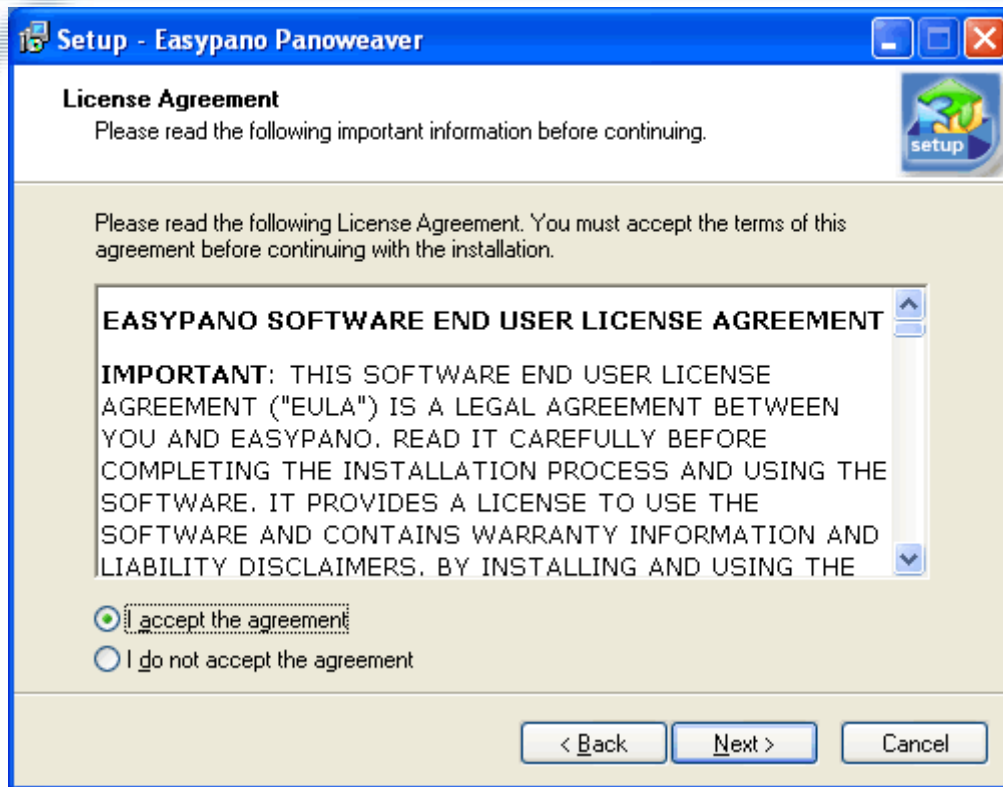 Setup - Easypano Panoweaver
License Agreement
Please read the following important information before continuing.
setup
Please read the following License Agreement. You must accept the terms of this
agreement before continuing with the installation.
EASYPANO SOFTWARE END USER LICENSE AGREEMENT
IMPORTANT: THIS SOFTWARE END USER LICENSE
AGREEMENT ("EULA") IS A LEGAL AGREEMENT BETWEEN
YOU AND EASYPANO. READ IT CAREFULLY BEFORE
COMPLETING THE INSTALLATION PROCESS AND USING THE
SOFTWARE. IT PROVIDES A LICENSE TO USE THE
SOFTWARE AND CONTAINS WARRANTY INFORMATION AND
LIABILITY DISCLAIMERS. BY INSTALLING AND USING THE
I accept the agreement
I do not accept the agreement
< Back
Next >
Cancel